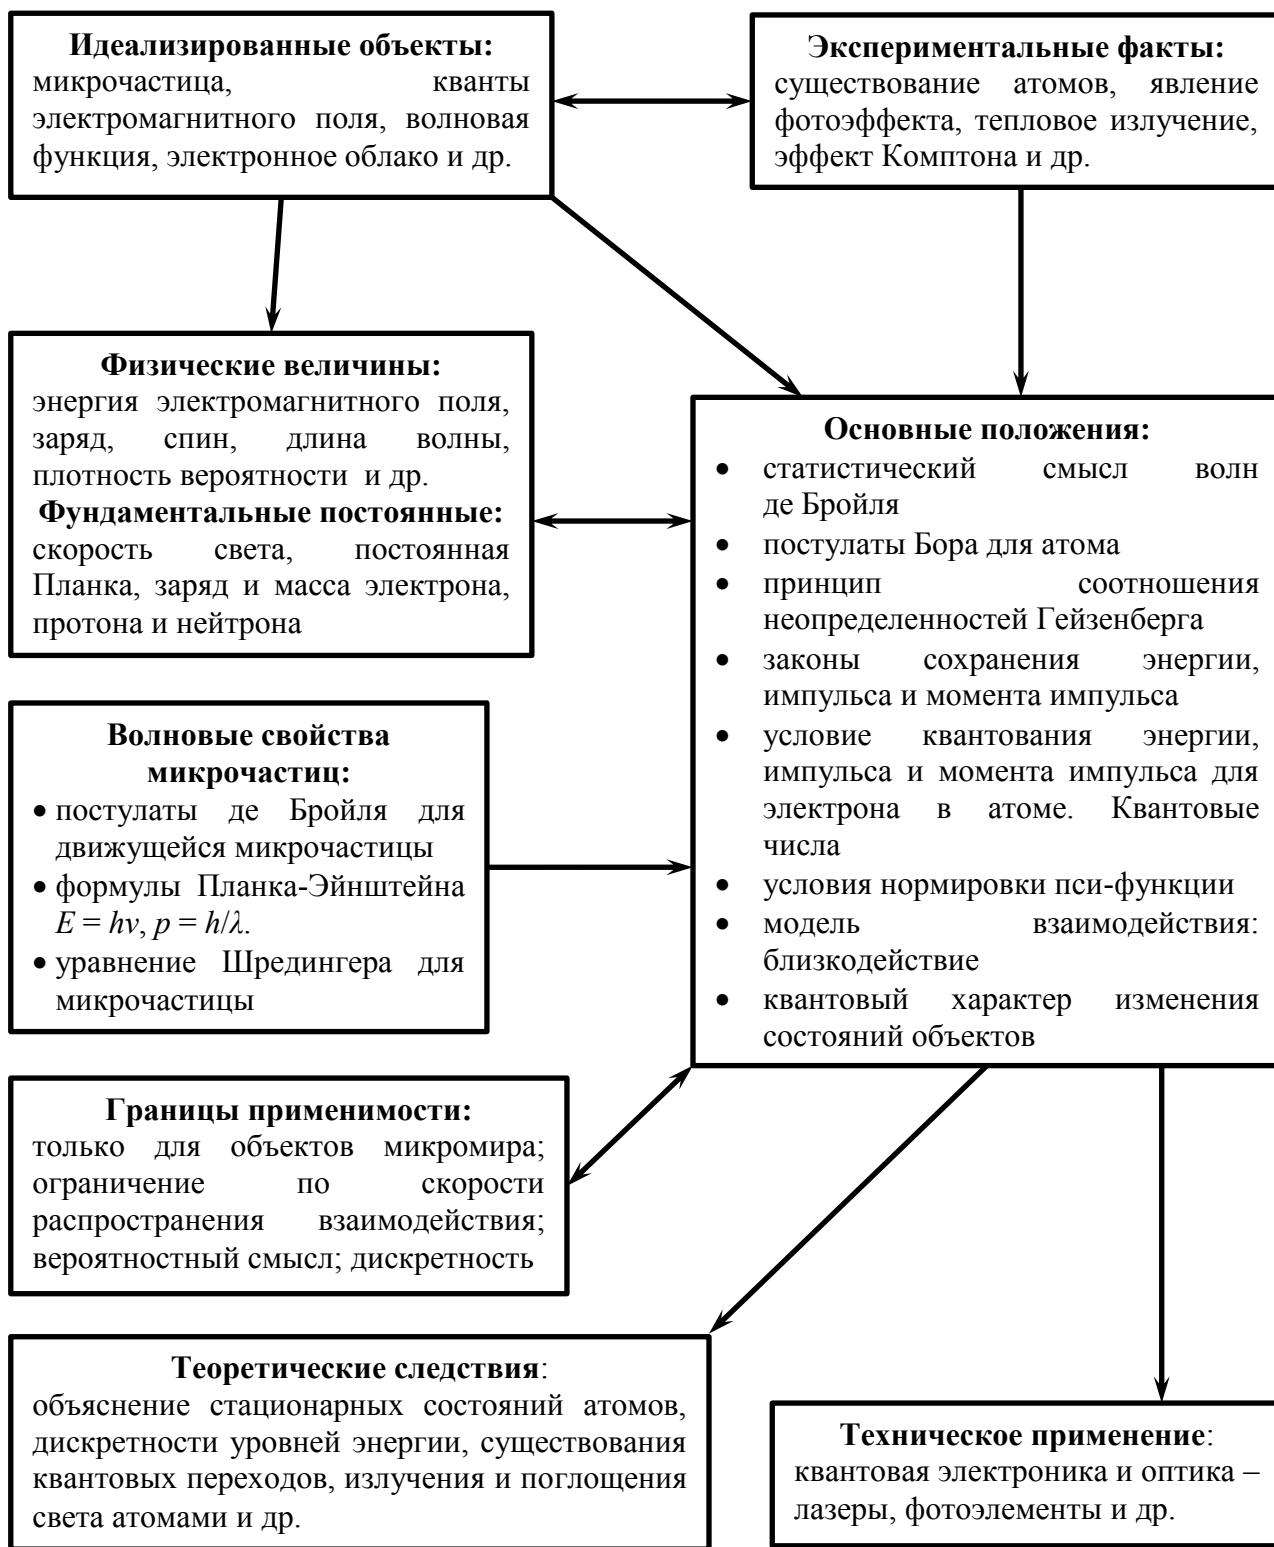 Идеализированные объекты:
микрочастица, кванты
электромагнитного поля, волновая
функция, электронное облако и др.
Экспериментальные факты:
существование атомов, явление
фотоэффекта, тепловое излучение,
эффект Комптона и др.
Физические величины:
энергия электромагнитного поля,
заряд, спин, длина волны,
плотность вероятности и др.
Фундаментальные постоянные:
скорость света, постоянная
Планка, заряд и масса электрона,
протона и нейтрона
Основные положения:
• статистический смысл волн
де Бройля
• постулаты Бора для атома
• принцип соотношения
неопределенностей Гейзенберга
• законы сохранения энергии,
импульса и момента импульса
• условие квантования энергии,
импульса и момента импульса для
электрона в атоме. Квантовые
числа
• условия нормировки пси-функции
• модель взаимодействия:
близкодействие
• квантовый характер изменения
состояний объектов
Волновые свойства
микрочастиц:
• постулаты де Бройля для
движущейся микрочастицы
• формулы Планка-Эйнштейна
E = hν, p = h/λ.
• уравнение Шредингера для
микрочастицы
Границы применимости:
только для объектов микромира;
ограничение по скорости
распространения взаимодействия;
вероятностный смысл; дискретность
Теоретические следствия:
объяснение стационарных состояний атомов,
дискретности уровней энергии, существования
квантовых переходов, излучения и поглощения
света атомами и др.
Техническое применение:
квантовая электроника и оптика –
лазеры, фотоэлементы и др.